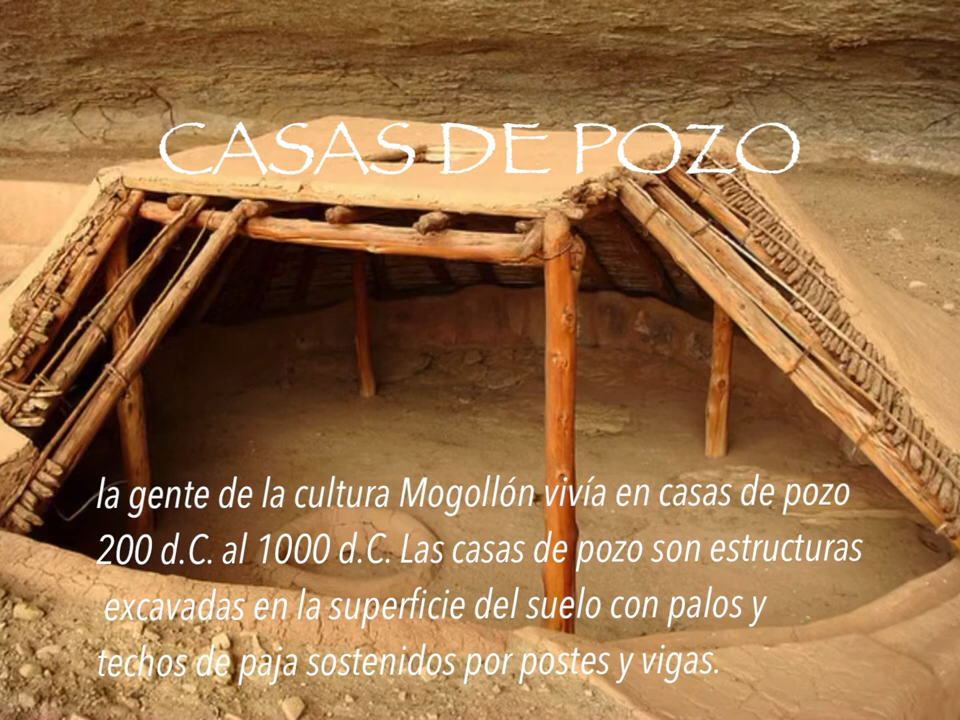 CASAS DE POZO
la gente de la cultura Mogollón vivía en casas de pozo
200 d.C. al 1000 d.C. Las casas de pozo son estructuras
excavadas en la superficie del suelo con palos y
techos de paja sostenidos por postes y vigas.